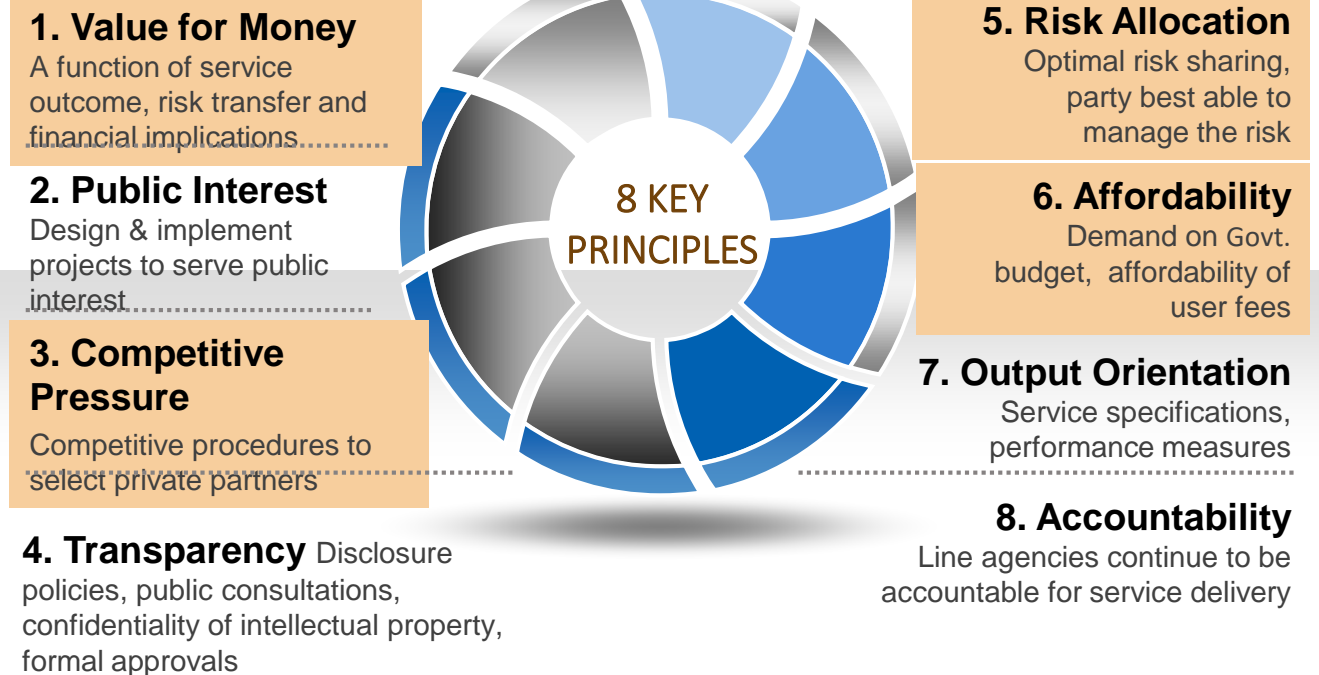 1. Value for Money
A function of service
outcome, risk transfer and
financial implications
2. Public Interest
Design & implement
projects to serve public
interest
3. Competitive
Pressure
Competitive procedures to
select private partners
4. Transparency Disclosure
policies, public consultations,
confidentiality of intellectual property,
formal approvals
8 KEY
PRINCIPLES
5. Risk Allocation
Optimal risk sharing,
party best able to
manage the risk
6. Affordability
Demand on Govt.
budget, affordability of
user fees
7. Output Orientation
Service specifications,
performance measures
8. Accountability
Line agencies continue to be
accountable for service delivery